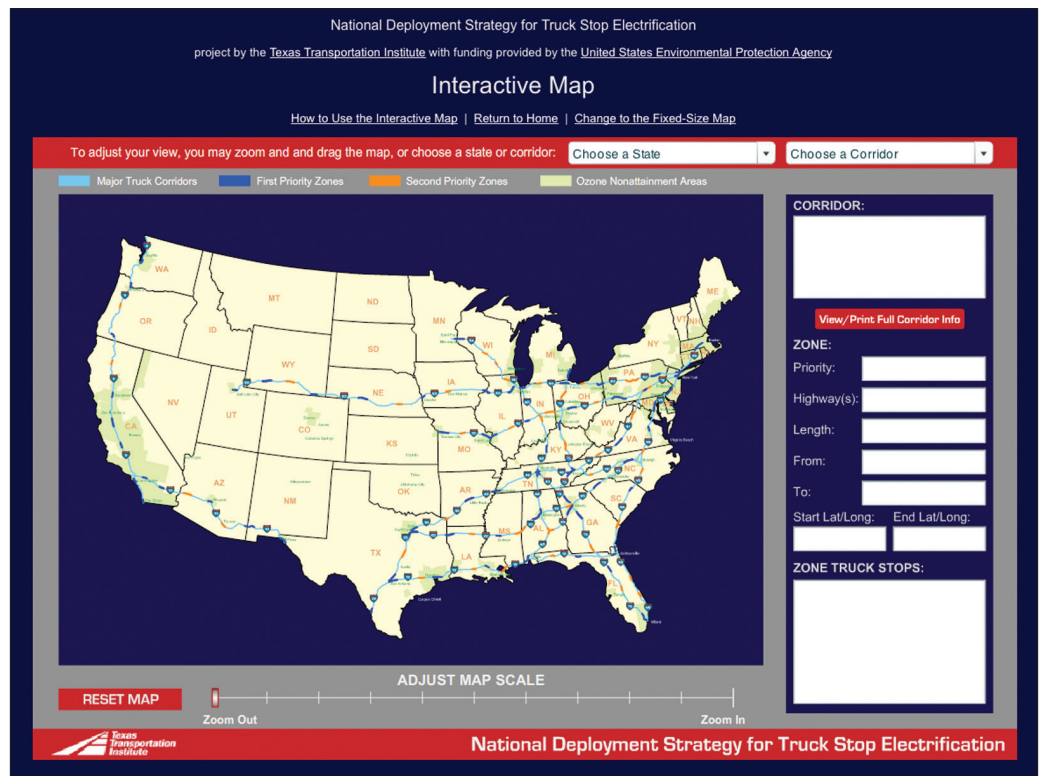 National Deployment Strategy for Truck Stop Electrification
project by the Texas Transportation Institute with funding provided by the United States Environmental Protection Agency
Interactive Map
How to Use the Interactive Map | Return to Home | Change to the Fixed-Size Map
To adjust your view, you may zoom and and drag the map, or choose a state or corridor:
Choose a State
Choose a Corridor
Major Truck Corridors
First Priority Zones
Second Priority Zones
Ozone Nonattainment Areas
WA
MT
ND
MN
ME
OR
ID
SD
WI
MI
VT
NH
NY
MA
WY
NE
IA
PA
NV
UT
CO
IL
IN
OH
WV
VA
MD
CA
KS
MO
KY
Virginia Beach
AZ
NM
OK
AR
TN
NC
SC
TX
LA
MS
AL
GA
Jacksonville
FL
Corpus Christi
Miami
CORRIDOR:
View/Print Full Corridor Info
ZONE:
Priority:
Highway(s):
Length:
From:
To:
Start Lat/Long:
End Lat/Long:
ZONE TRUCK STOPS:
ADJUST MAP SCALE
RESET MAP
Zoom Out
Zoom In
Texas
Transportation
Institute
National Deployment Strategy for Truck Stop Electrification